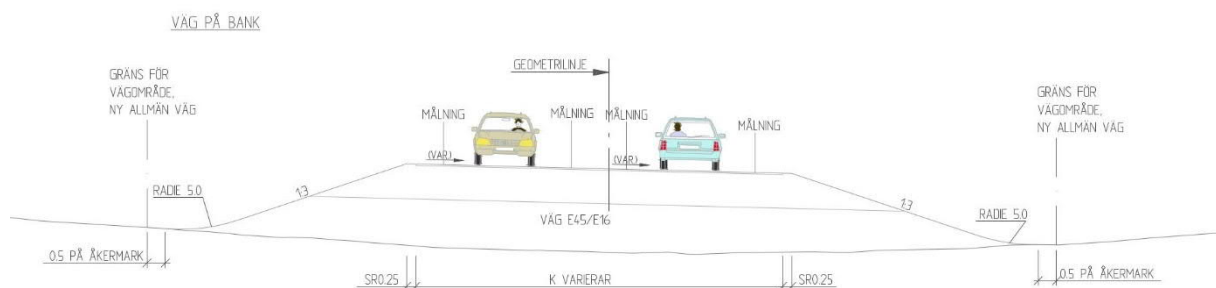 VÄG PÅ BANK
GEOMETRILINJE
GRÄNS FÖR
VÄGOMRÅDE,
NY ALLMÄN VÄG
GRÄNS FÖR
VÄGOMRÅDE,
NY ALLMÄN VÄG
MÅLNING
MÅLNING
MÅLNING
MÅLNING
(VAR)
(VAR)
RADIE 5.0
1:3
1:3
RADIE 5.0
VÄG E45/E16
0.5 PÅ ÅKERMARK
SR0.25
K VARIERAR
SR0.25
0.5 PÅ ÅKERMARK